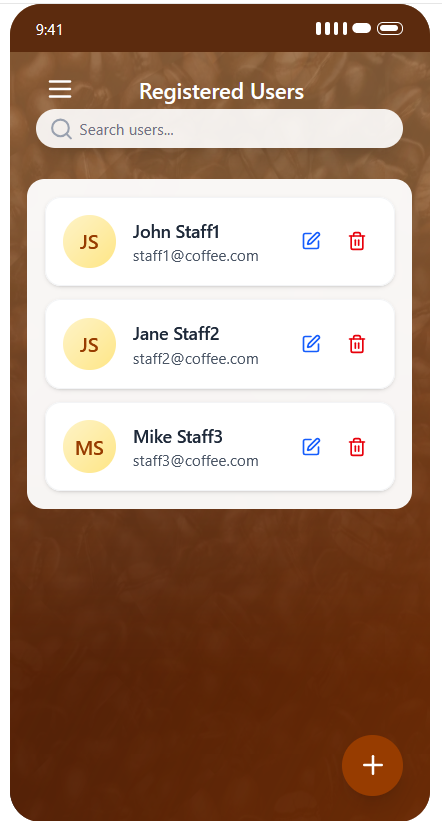 9:41
Registered Users
Search users...
JS
John Staff1
staff1@coffee.com
JS
Jane Staff2
staff2@coffee.com
MS
Mike Staff3
staff3@coffee.com